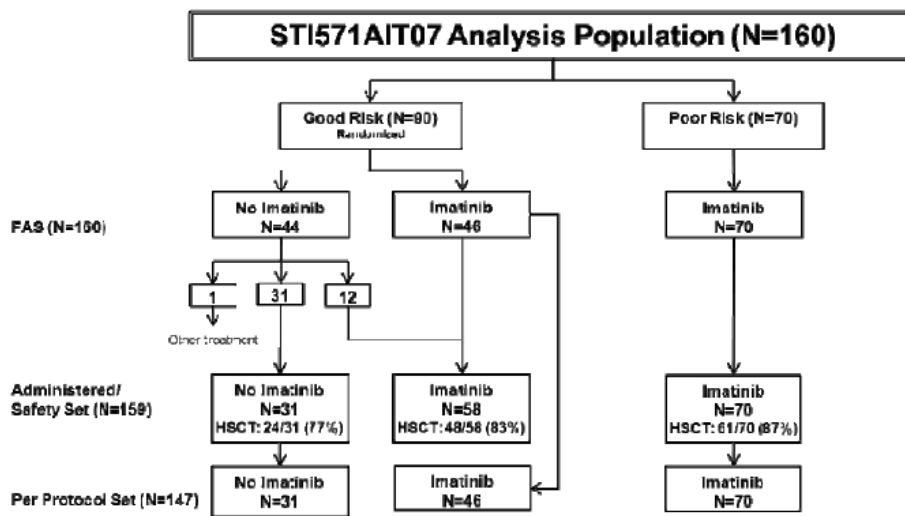 STI571AIT07 Analysis Population (N=160)
Good Risk (N=90)
Randomized
Poor Risk (N=70)
FAS (N=160)
No Imatinib
N=44
Imatinib
N=46
Imatinib
N=70
1
31
12
Other treatment
Administered/
Safety Set (N=159)
No Imatinib
N=31
HSCT: 24/31 (77%)
Imatinib
N=58
HSCT: 48/58 (83%)
Imatinib
N=70
HSCT: 61/70 (87%)
Per Protocol Set (N=147)
No Imatinib
N=31
Imatinib
N=46
Imatinib
N=70